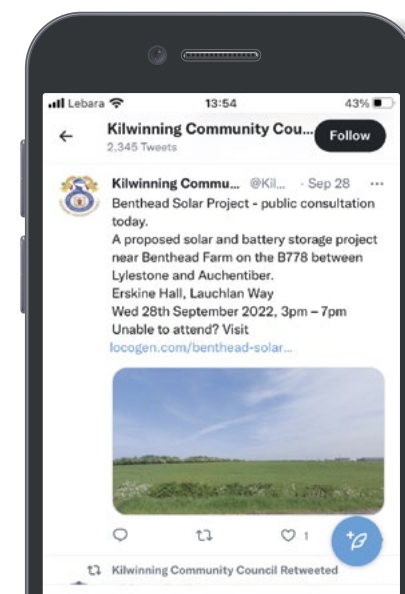 Lebara 13:54 43%
Kilwinning Community Cou... Follow
2,345 Tweets
Kilwinning Commu... @Kil... · Sep 28 ...
Benthead Solar Project - public consultation
today.
A proposed solar and battery storage project
near Benthead Farm on the B778 between
Lylestone and Auchentiber.
Erskine Hall, Lauchlan Way
Wed 28th September 2022, 3pm – 7pm
Unable to attend? Visit
locogen.com/benthead-solar...
1
Kilwinning Community Council Retweeted